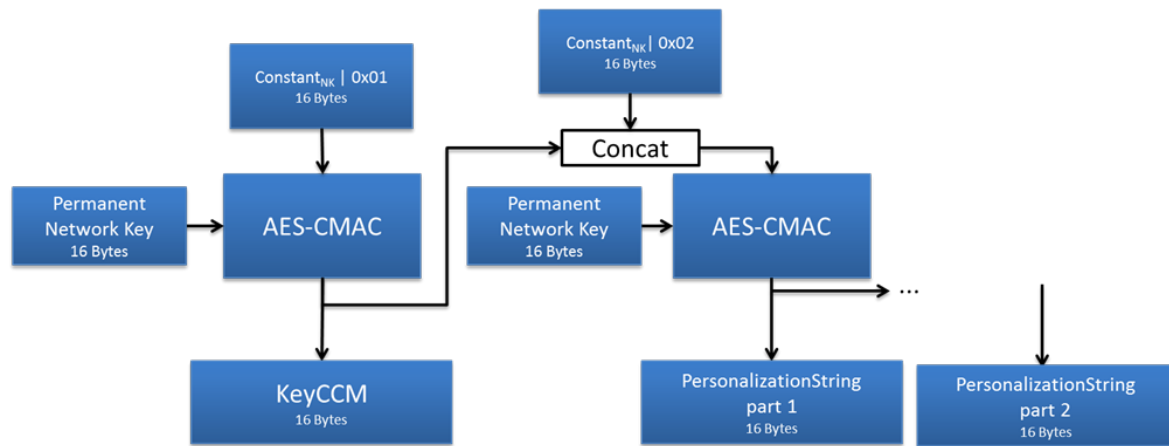 Constant_NK | 0x01
16 Bytes
Constant_NK| 0x02
16 Bytes
Concat
Permanent
Network Key
16 Bytes
AES-CMAC
Permanent
Network Key
16 Bytes
AES-CMAC
...
KeyCCM
16 Bytes
PersonalizationString
part 1
16 Bytes
PersonalizationString
part 2
16 Bytes